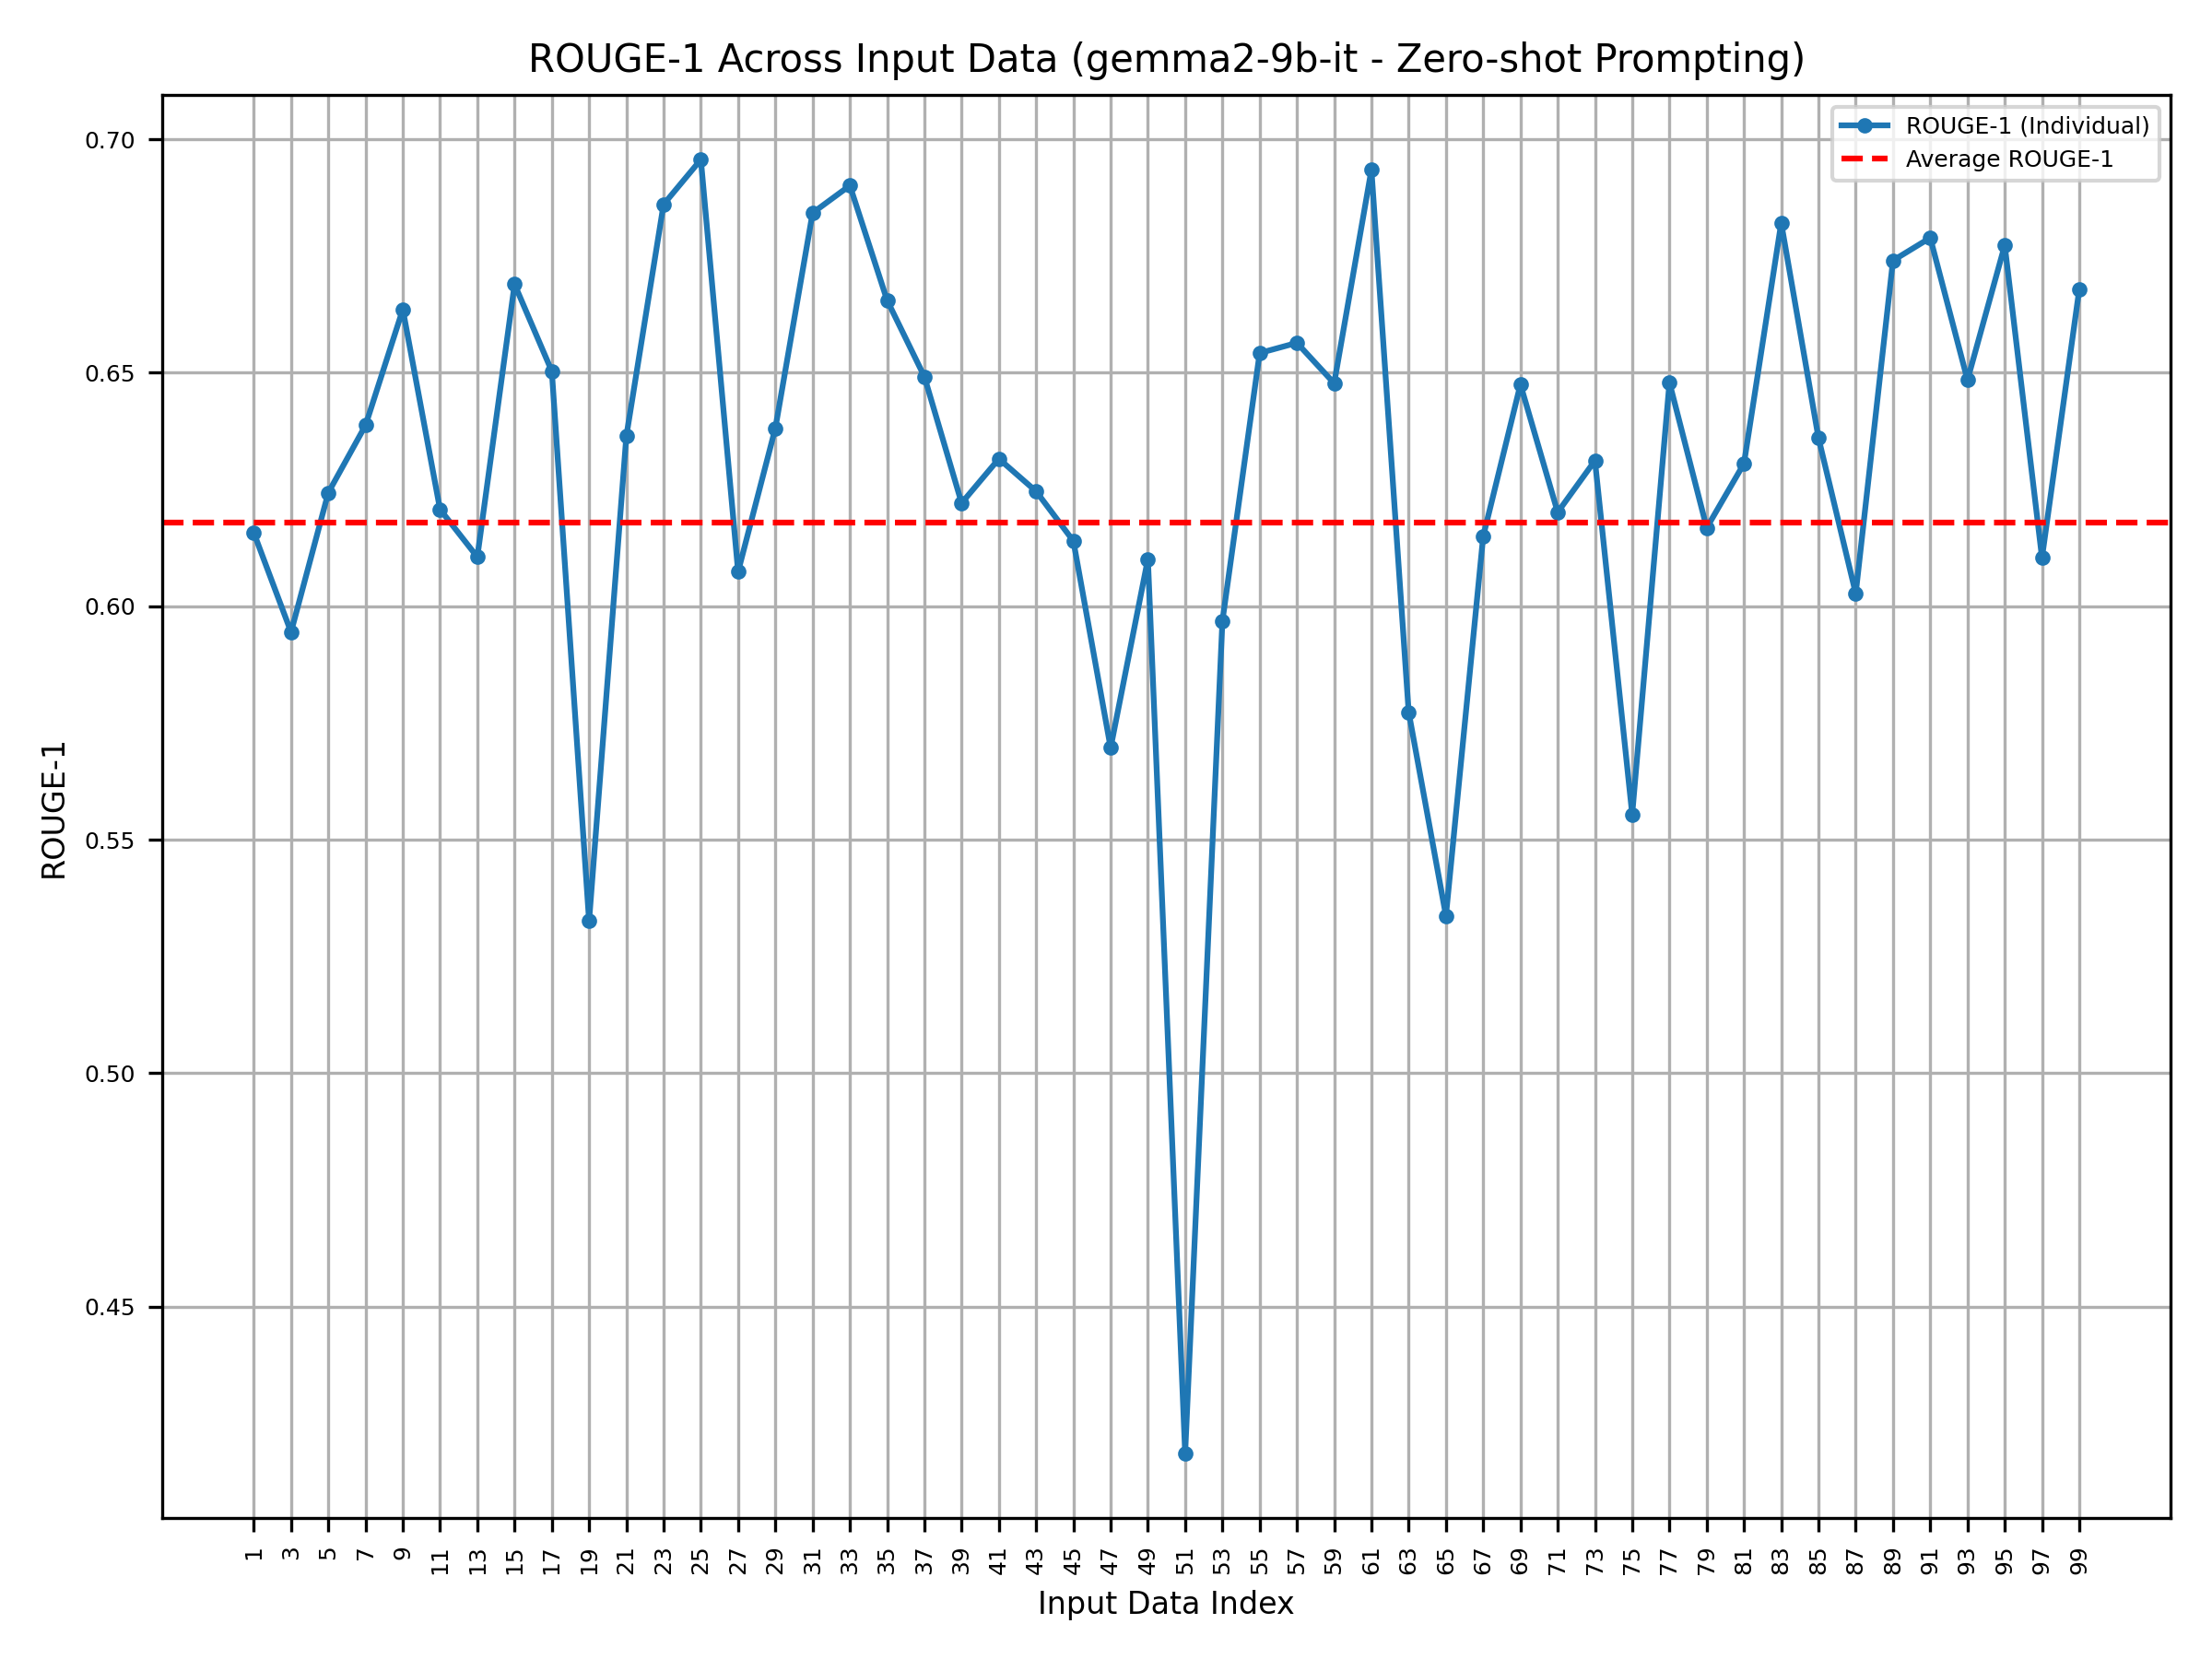 ROUGE-1 Across Input Data (gemma2-9b-it - Zero-shot Prompting)
ROUGE-1 (Individual)
Average ROUGE-1
0.70
0.65
0.60
0.55
0.50
0.45
ROUGE-1
1 3 5 7 9 11 13 15 17 19 21 23 25 27 29 31 33 35 37 39 41 43 45 47 49 51 53 55 57 59 61 63 65 67 69 71 73 75 77 79 81 83 85 87 89 91 93 95 97 99
Input Data Index